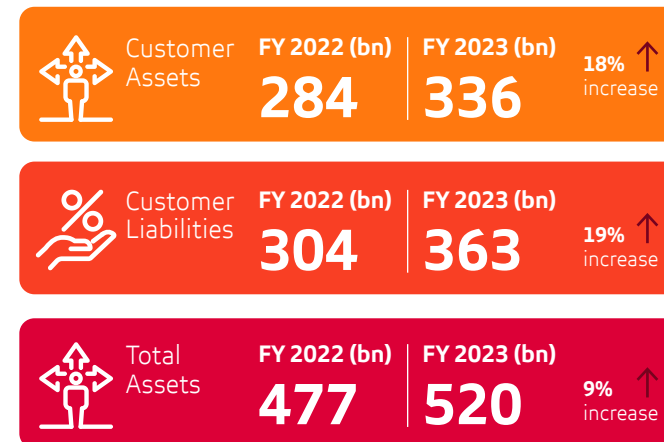 Customer
Assets
FY 2022 (bn)
284
FY 2023 (bn)
336
18%
increase
Customer
Liabilities
FY 2022 (bn)
304
FY 2023 (bn)
363
19%
increase
Total
Assets
FY 2022 (bn)
477
FY 2023 (bn)
520
9%
increase